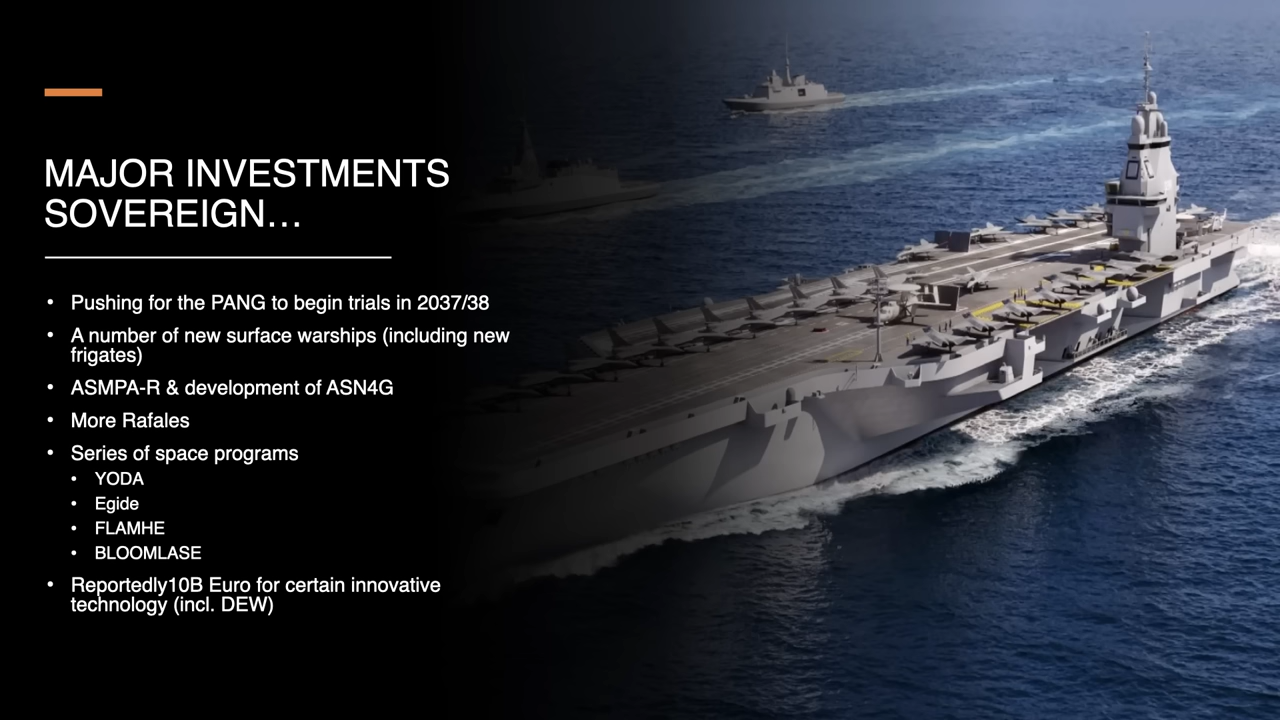 MAJOR INVESTMENTS
SOVEREIGN…
• Pushing for the PANG to begin trials in 2037/38
• A number of new surface warships (including new
frigates)
• ASMPA-R & development of ASN4G
• More Rafales
• Series of space programs
• YODA
• Egide
• FLAMHE
• BLOOMLASE
• Reportedly10B Euro for certain innovative
technology (incl. DEW)